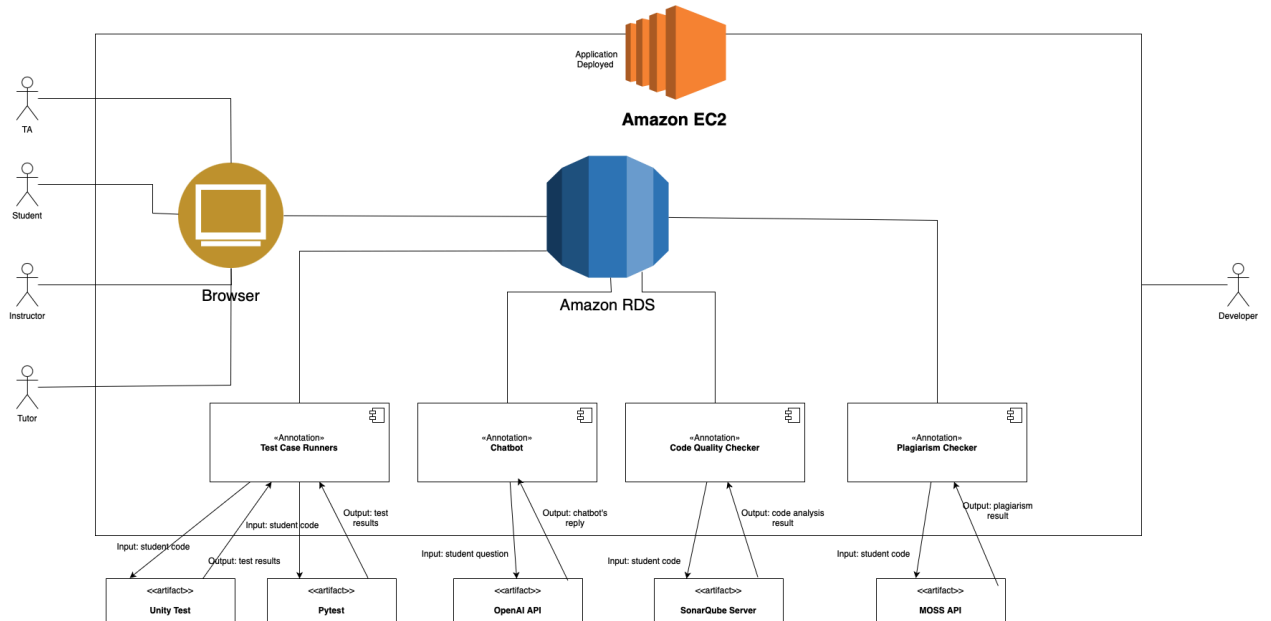 Application
Deployed
Amazon EC2
TA
Student
Instructor
Tutor
Browser
Amazon RDS
Developer
«Annotation»
Test Case Runners
«Annotation»
Chatbot
«Annotation»
Code Quality Checker
«Annotation»
Plagiarism Checker
Input: student code
Output: test results
Input: student code
Output: test
results
Input: student question
Output: chatbot's
reply
Input: student code
Output: code analysis
result
Input: student code
Output: plagiarism
result
<<artifact>>
Unity Test
<<artifact>>
Pytest
<<artifact>>
OpenAI API
<<artifact>>
SonarQube Server
<<artifact>>
MOSS API